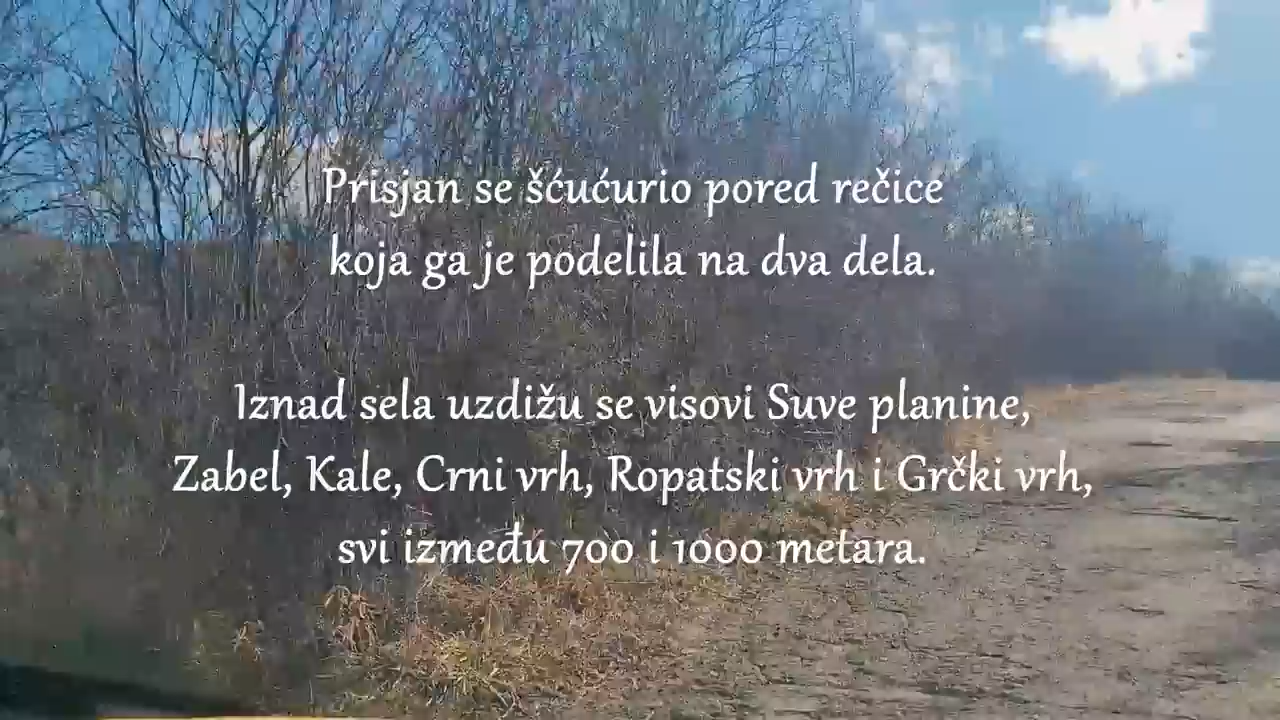 Prisjan se šćućurio pored rečice
koja ga je podelila na dva dela.
Iznad sela uzdižu se visovi Suve planine,
Zabel, Kale, Crni vrh, Ropatski vrh i Grčki vrh,
svi između 700 i 1000 metara.